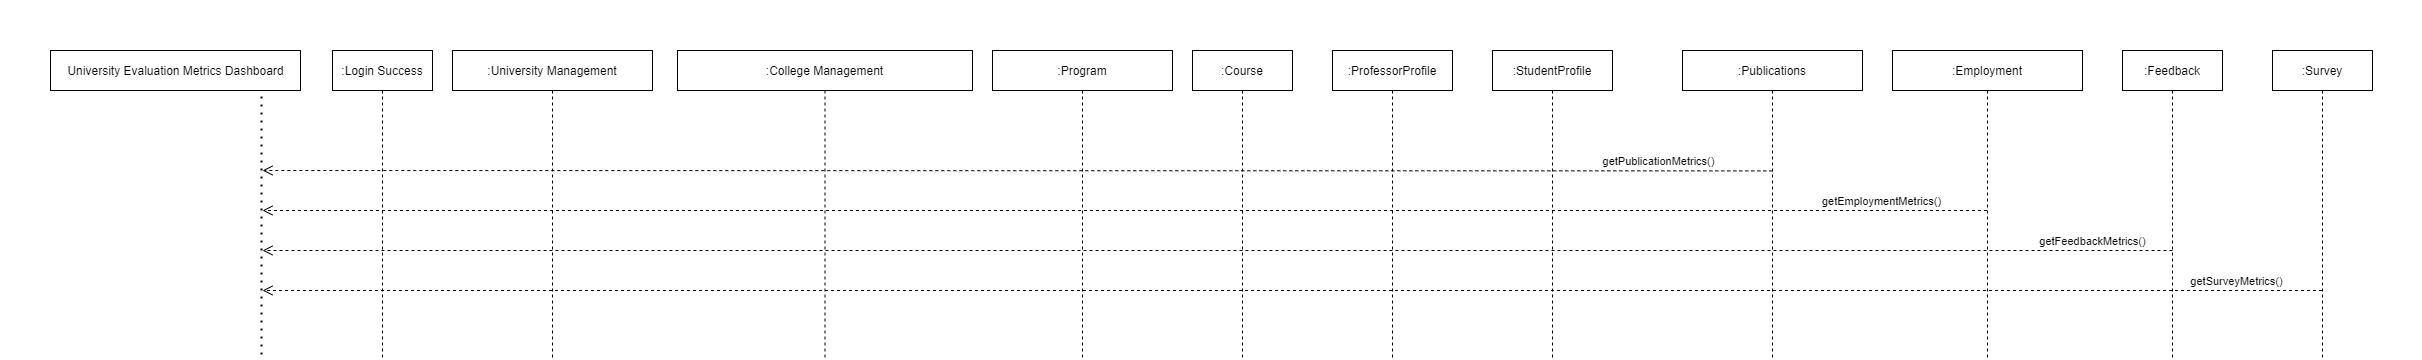 University Evaluation Metrics Dashboard
:Login Success
:University Management
:College Management
:Program
:Course
:ProfessorProfile
:StudentProfile
:Publications
:Employment
:Feedback
:Survey
getPublicationMetrics()
getEmploymentMetrics()
getFeedbackMetrics()
getSurveyMetrics()